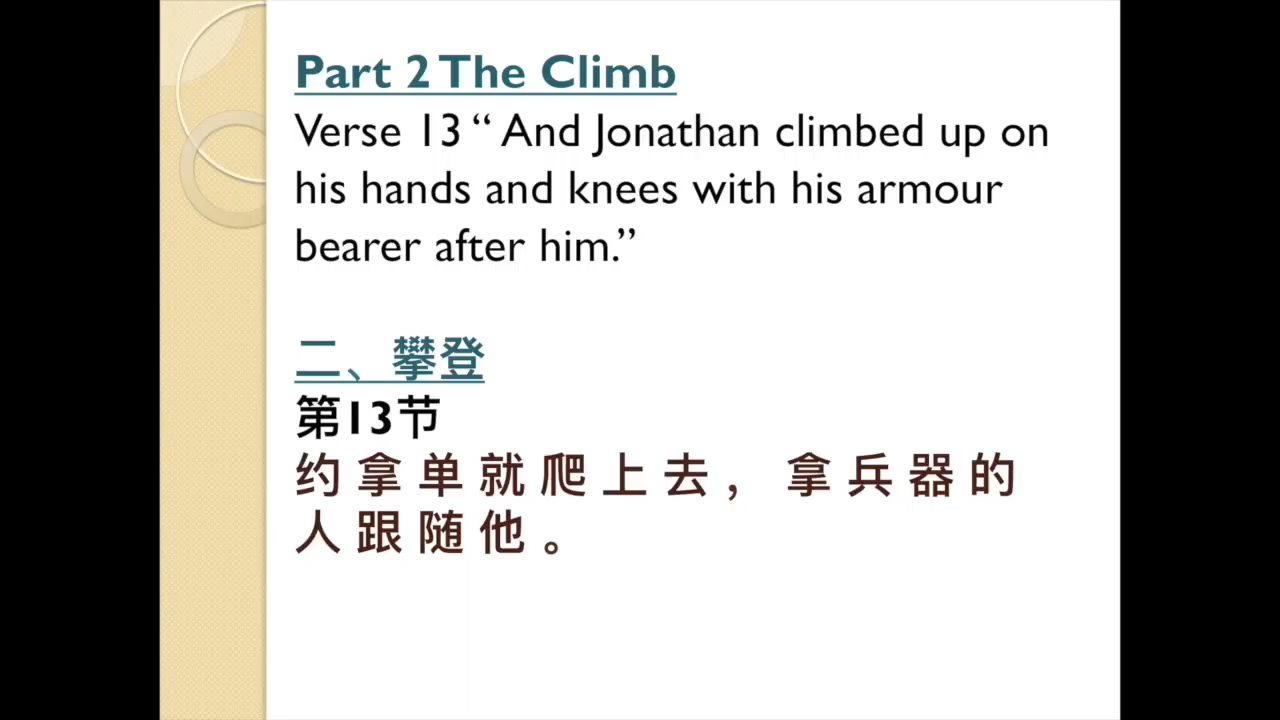 Part 2 The Climb
Verse 13 “ And Jonathan climbed up on
his hands and knees with his armour
bearer after him.”
二、攀登
第13节
约 拿 单 就 爬 上 去 ， 拿 兵 器 的
人 跟 随 他 。